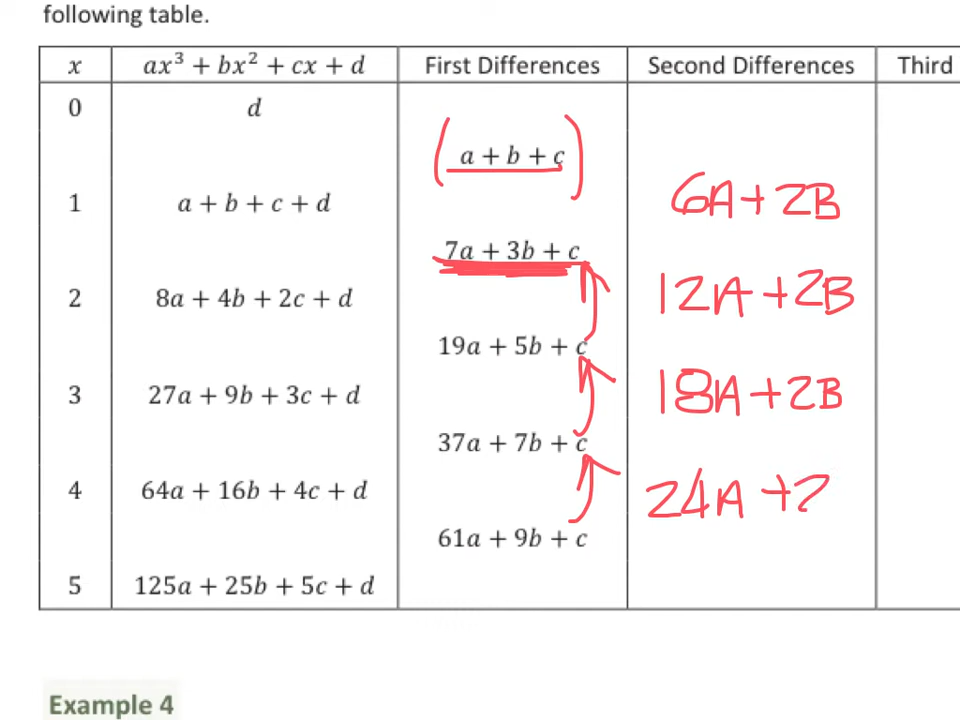 following table.
x ax³ + bx² + cx + d First Differences Second Differences Third
0 d
(a + b + c)
1 a + b + c + d 6A + 2B
7a + 3b + c
2 8a + 4b + 2c + d 12A + 2B
19a + 5b + c
3 27a + 9b + 3c + d 18A + 2B
37a + 7b + c
4 64a + 16b + 4c + d 24A + 2
61a + 9b + c
5 125a + 25b + 5c + d
Example 4